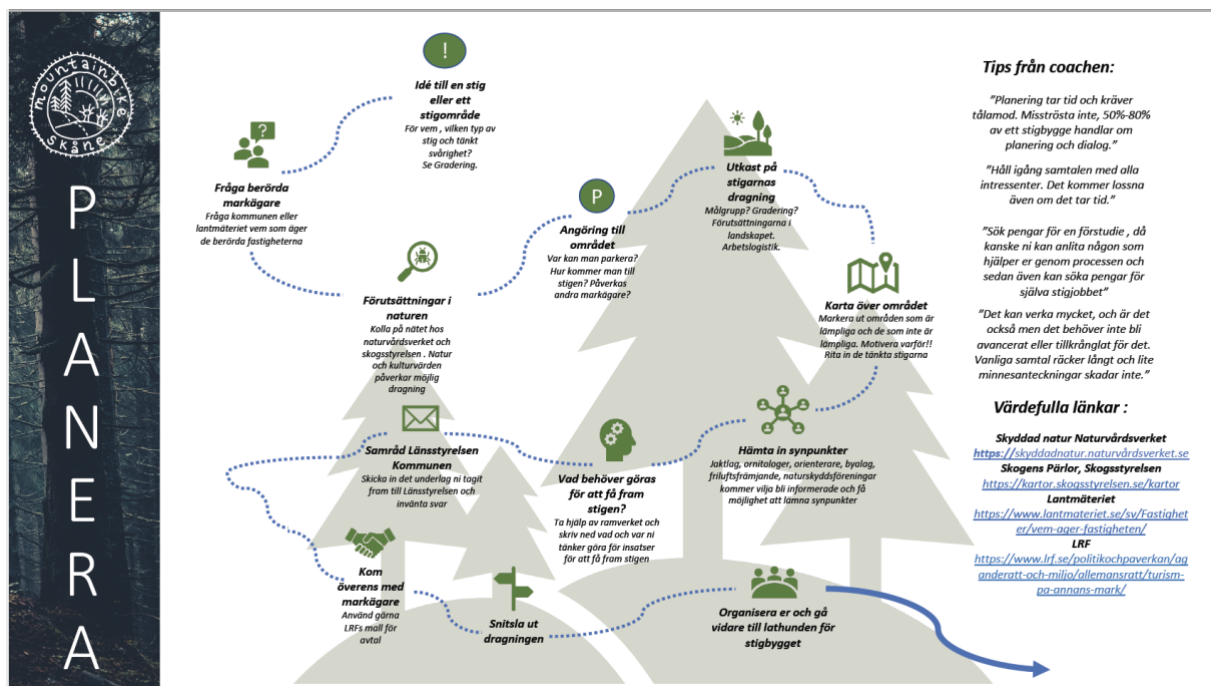 mountainbike
skåne
PLANERA
!
Idé till en stig
eller ett
stigområde
För vem , vilken typ av
stig och tänkt
svårighet?
Se Gradering.
?
Fråga berörda
markägare
Fråga kommunen eller
lantmäteriet vem som äger
de berörda fastigheterna
Förutsättningar i
naturen
Kolla på nätet hos
naturvårdsverket och
skogsstyrelsen . Natur
och kulturvärden
påverkar möjlig
dragning
P
Angöring till
området
Var kan man parkera?
Hur kommer man till
stigen? Påverkas
andra markägare?
Utkast på
stigarnas
dragning
Målgrupp? Gradering?
Förutsättningarna i
landskapet.
Arbetslogistik.
Karta över området
Markera ut områden som är
lämpliga och de som inte är
lämpliga. Motivera varför!!
Rita in de tänkta stigarna
Hämta in synpunkter
Jaktlag, ornitologer, orienterare, byalag,
friluftsfrämjande, naturskyddsföreningar
kommer vilja bli informerade och få
möjlighet att lämna synpunkter
Vad behöver göras
för att få fram
stigen?
Ta hjälp av ramverket och
skriv ned vad och var ni
tänker göra för insatser
för att få fram stigen
Samråd Länsstyrelsen
Kommunen
Skicka in det underlag ni tagit
fram till Länsstyrelsen och
invänta svar
Kom
överens med
markägare
Använd gärna
LRFs mall för
avtal
Snitsla ut
dragningen
Organisera er och gå
vidare till lathunden för
stigbygget
Tips från coachen:
”Planering tar tid och kräver
tålamod. Misströsta inte, 50%-80%
av ett stigbygge handlar om
planering och dialog.”
”Håll igång samtalen med alla
intressenter. Det kommer lossna
även om det tar tid.”
”Sök pengar för en förstudie , då
kanske ni kan anlita någon som
hjälper er genom processen och
sedan även kan söka pengar för
själva stigjobbet”
”Det kan verka mycket, och är det
också men det behöver inte bli
avancerat eller tillkrånglat för det.
Vanliga samtal räcker långt och lite
minnesanteckningar skadar inte.”
Värdefulla länkar :
Skyddad natur Naturvårdsverket
https://skyddadnatur.naturvårdsverket.se
Skogens Pärlor, Skogsstyrelsen
https://kartor.skogsstyrelsen.se/kartor
Lantmäteriet
https://www.lantmateriet.se/sv/Fastighet
er/vem-ager-fastigheten/
LRF
https://www.lrf.se/politikochpaverkan/ag
anderatt-och-miljo/allemansratt/turism-
pa-annans-mark/